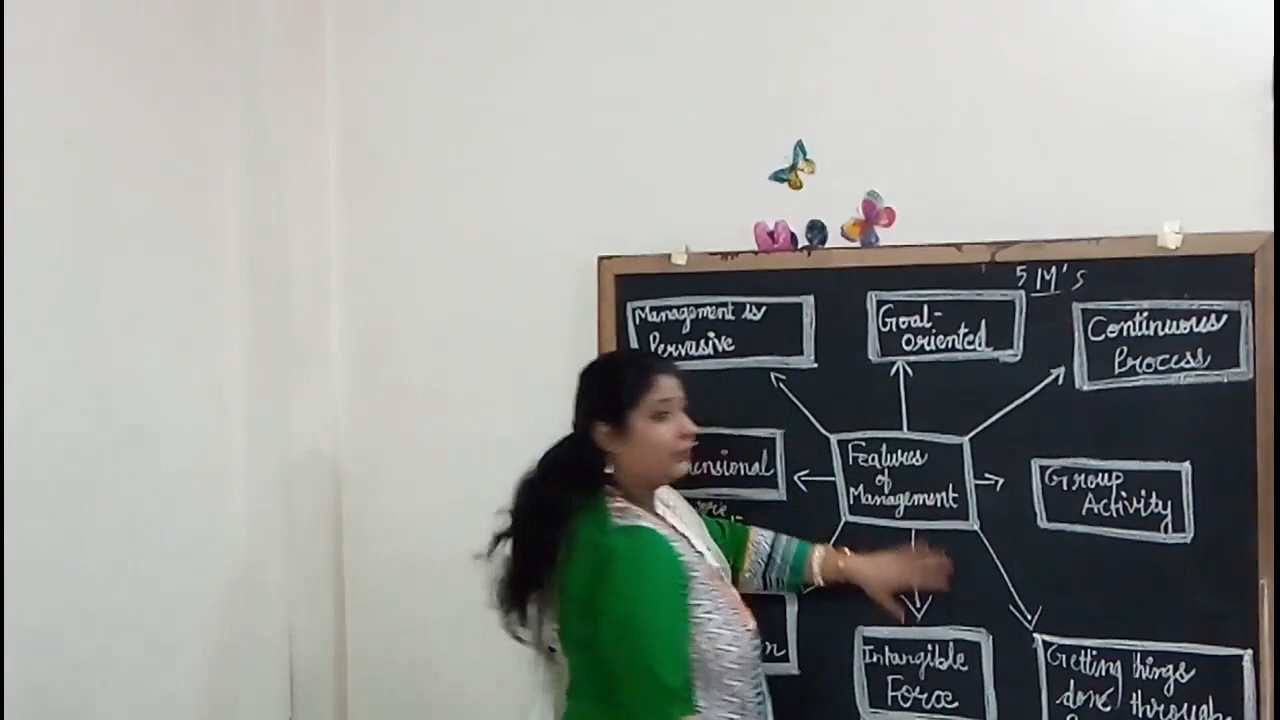 5 M's
Management is
Pervasive
Goal-
oriented
Continuous
Process
Features
of
Management
Group
Activity
Intangible
Force
Getting things
done through